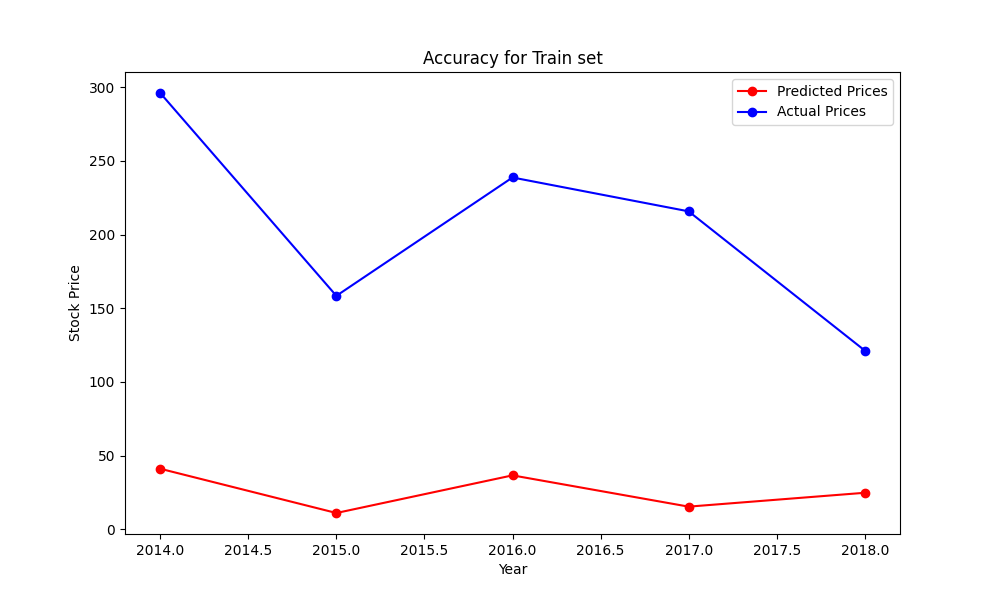 Accuracy for Train set
Predicted Prices
Actual Prices
300
250
200
150
100
50
0
Stock Price
2014.0 2014.5 2015.0 2015.5 2016.0 2016.5 2017.0 2017.5 2018.0
Year